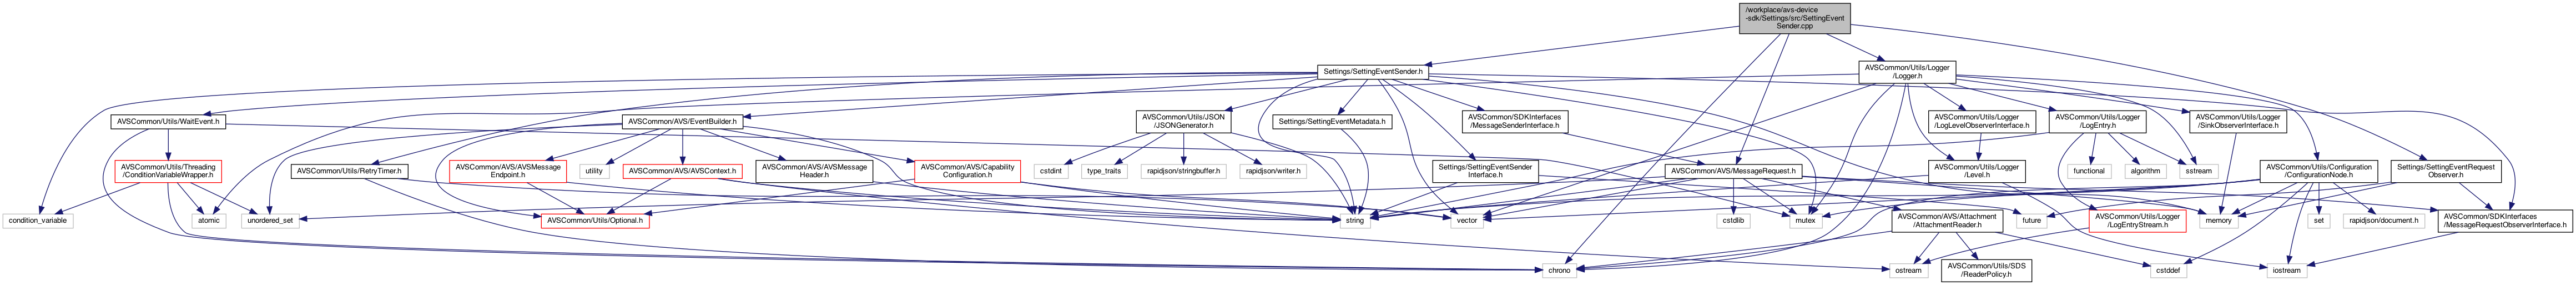 /workplace/avs-device
-sdk/Settings/src/SettingEvent
Sender.cpp
Settings/SettingEventSender.h
AVSCommon/Utils/Logger
/Logger.h
AVSCommon/Utils/WaitEvent.h
AVSCommon/AVS/EventBuilder.h
AVSCommon/Utils/JSON
/JSONGenerator.h
Settings/SettingEventMetadata.h
AVSCommon/SDKInterfaces
/MessageSenderInterface.h
AVSCommon/Utils/Logger
/LogLevelObserverInterface.h
AVSCommon/Utils/Logger
/LogEntry.h
AVSCommon/Utils/Logger
/SinkObserverInterface.h
AVSCommon/Utils/Threading
/ConditionVariableWrapper.h
AVSCommon/Utils/RetryTimer.h
AVSCommon/AVS/AVSMessage
Endpoint.h
utility
AVSCommon/AVS/AVSContext.h
AVSCommon/AVS/AVSMessage
Header.h
AVSCommon/AVS/Capability
Configuration.h
cstdint
type_traits
rapidjson/stringbuffer.h
rapidjson/writer.h
Settings/SettingEventSender
Interface.h
AVSCommon/AVS/MessageRequest.h
AVSCommon/Utils/Logger
/Level.h
functional
algorithm
sstream
AVSCommon/Utils/Configuration
/ConfigurationNode.h
Settings/SettingEventRequest
Observer.h
condition_variable
atomic
unordered_set
AVSCommon/Utils/Optional.h
string
vector
cstdlib
mutex
AVSCommon/AVS/Attachment
/AttachmentReader.h
future
AVSCommon/Utils/Logger
/LogEntryStream.h
memory
set
rapidjson/document.h
AVSCommon/SDKInterfaces
/MessageRequestObserverInterface.h
chrono
ostream
AVSCommon/Utils/SDS
/ReaderPolicy.h
cstddef
iostream